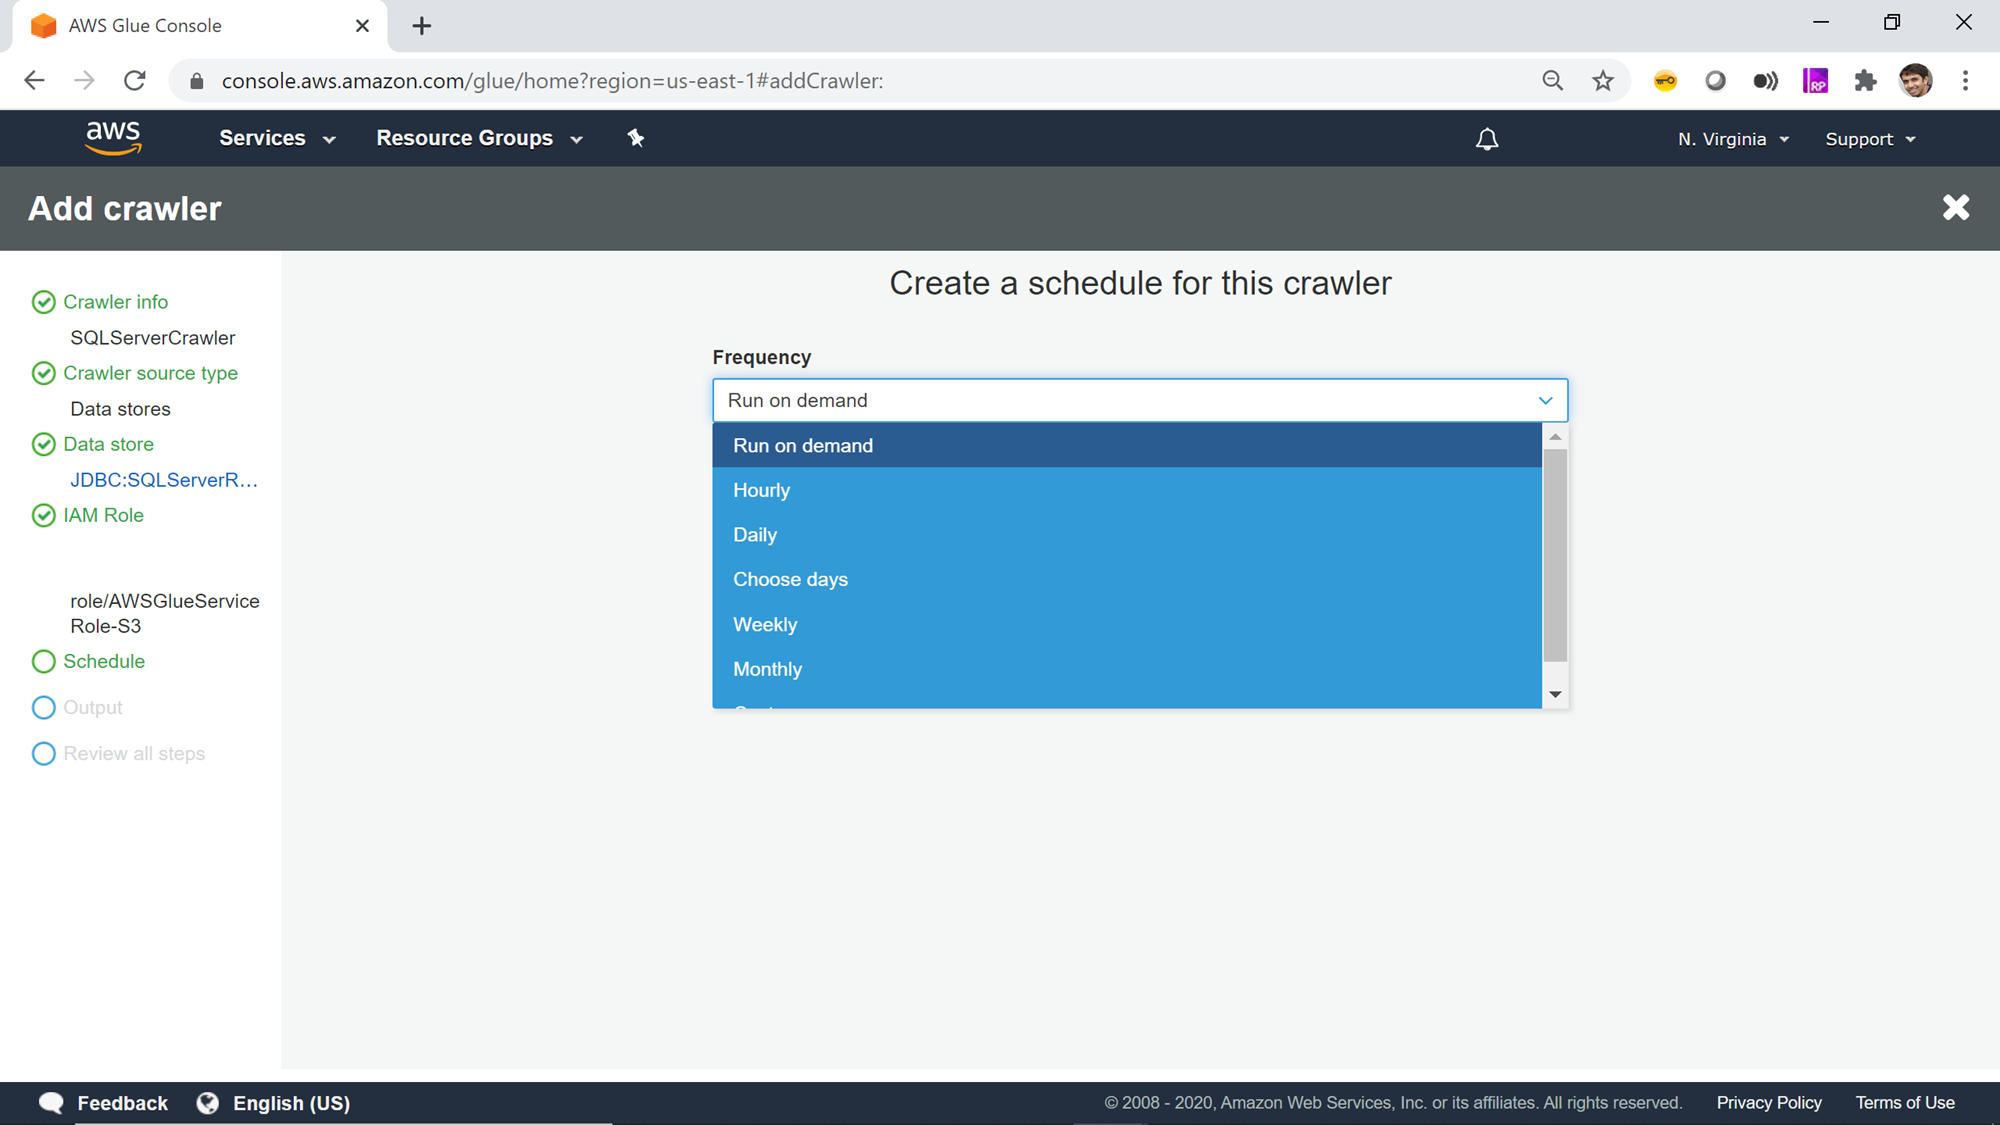 AWS Glue Console
console.aws.amazon.com/glue/home?region=us-east-1#addCrawler:
RP
aws
Services
Resource Groups
N. Virginia
Support
Add crawler
Crawler info
SQLServerCrawler
Crawler source type
Data stores
Data store
JDBC:SQLServerR...
IAM Role
role/AWSGlueService
Role-S3
Schedule
Output
Review all steps
Create a schedule for this crawler
Frequency
Run on demand
Run on demand
Hourly
Daily
Choose days
Weekly
Monthly
Feedback
English (US)
© 2008 - 2020, Amazon Web Services, Inc. or its affiliates. All rights reserved.
Privacy Policy
Terms of Use